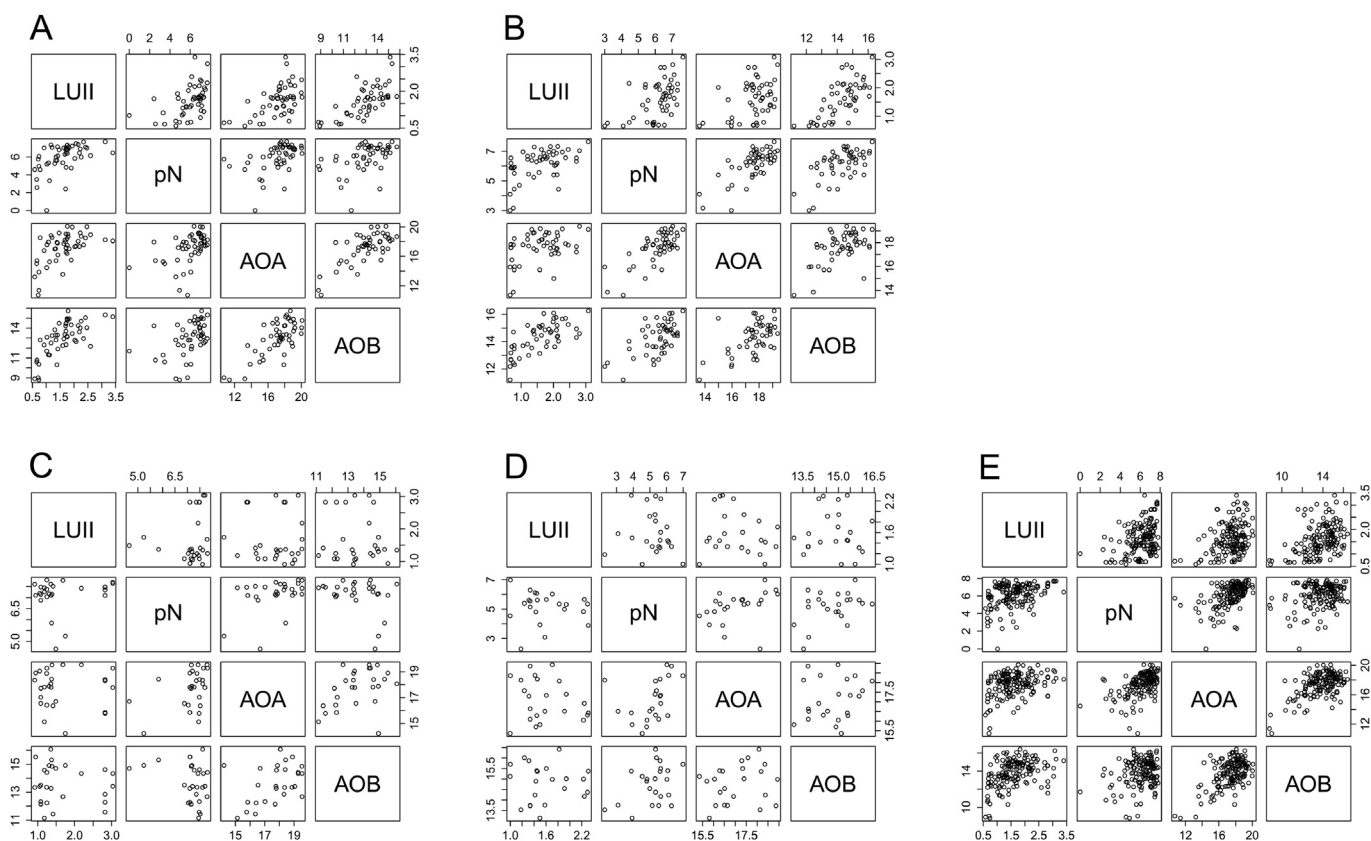 A
0 2 4 6
9 11 14
LUII
0.5 2.0 3.5
0 2 4 6
pN
AOA
12 16 20
9 11 14
AOB
0.5 1.5 2.5 3.5
12 16 20
B
3 4 5 6 7
12 14 16
LUII
1.0 2.0 3.0
3 5 7
pN
AOA
14 16 18
12 14 16
AOB
1.0 2.0 3.0
14 16 18
C
5.0 6.5
11 13 15
LUII
1.0 2.0 3.0
5.0 6.5
pN
AOA
15 17 19
11 13 15
AOB
1.0 2.0 3.0
15 17 19
D
3 4 5 6 7
13.5 15.0 16.5
LUII
1.0 1.6 2.2
3 5 7
pN
AOA
15.5 17.5
13.5 15.5
AOB
1.0 1.6 2.2
15.5 17.5
E
0 2 4 6 8
10 14
LUII
0.5 2.0 3.5
0 2 4 6 8
pN
AOA
12 16 20
10 14
AOB
0.5 1.5 2.5 3.5
12 16 20